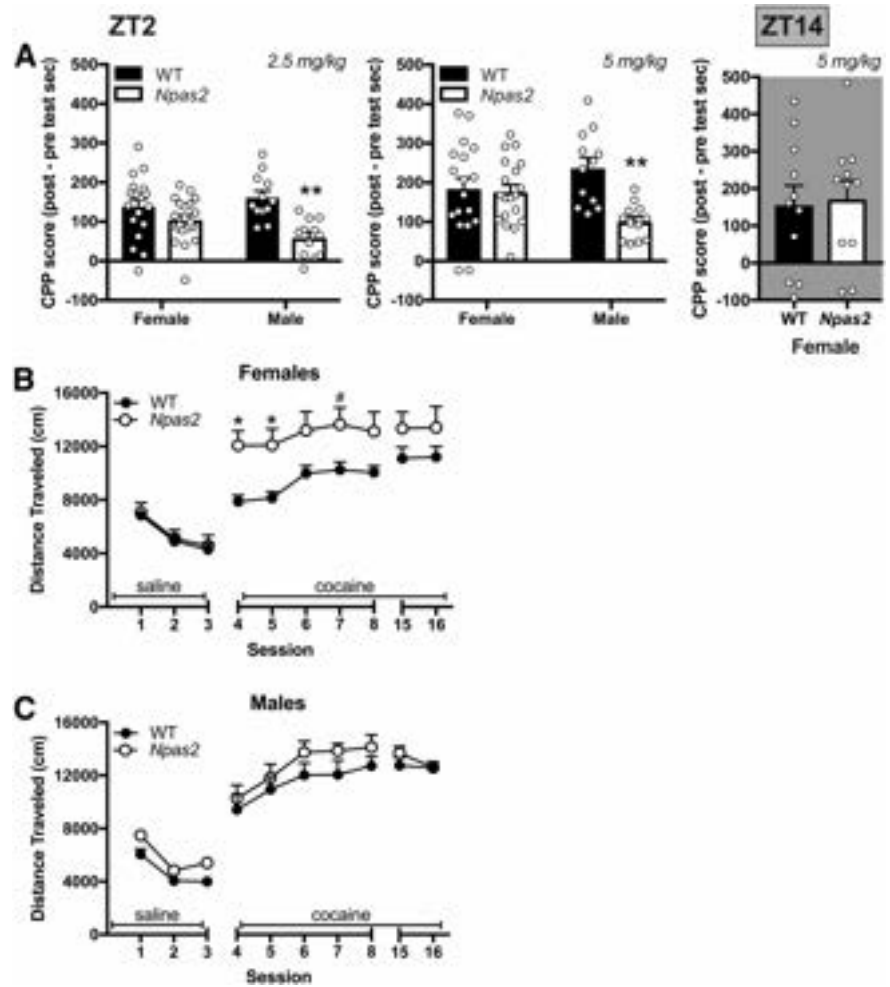 ZT2
ZT14
A
2.5 mg/kg
5 mg/kg
5 mg/kg
WT
Npas2
WT
Npas2
CPP score (post - pre test sec)
500
400
300
200
100
0
-100
**
Female
Male
CPP score (post - pre test sec)
500
400
300
200
100
0
-100
**
Female
Male
CPP score (post - pre test sec)
500
400
300
200
100
0
-100
WT Npas2
Female
B
Females
WT
Npas2
Distance Traveled (cm)
16000
12000
8000
4000
0
* * #
saline
cocaine
1 2 3 4 5 6 7 8 15 16
Session
C
Males
WT
Npas2
Distance Traveled (cm)
16000
12000
8000
4000
0
saline
cocaine
1 2 3 4 5 6 7 8 15 16
Session